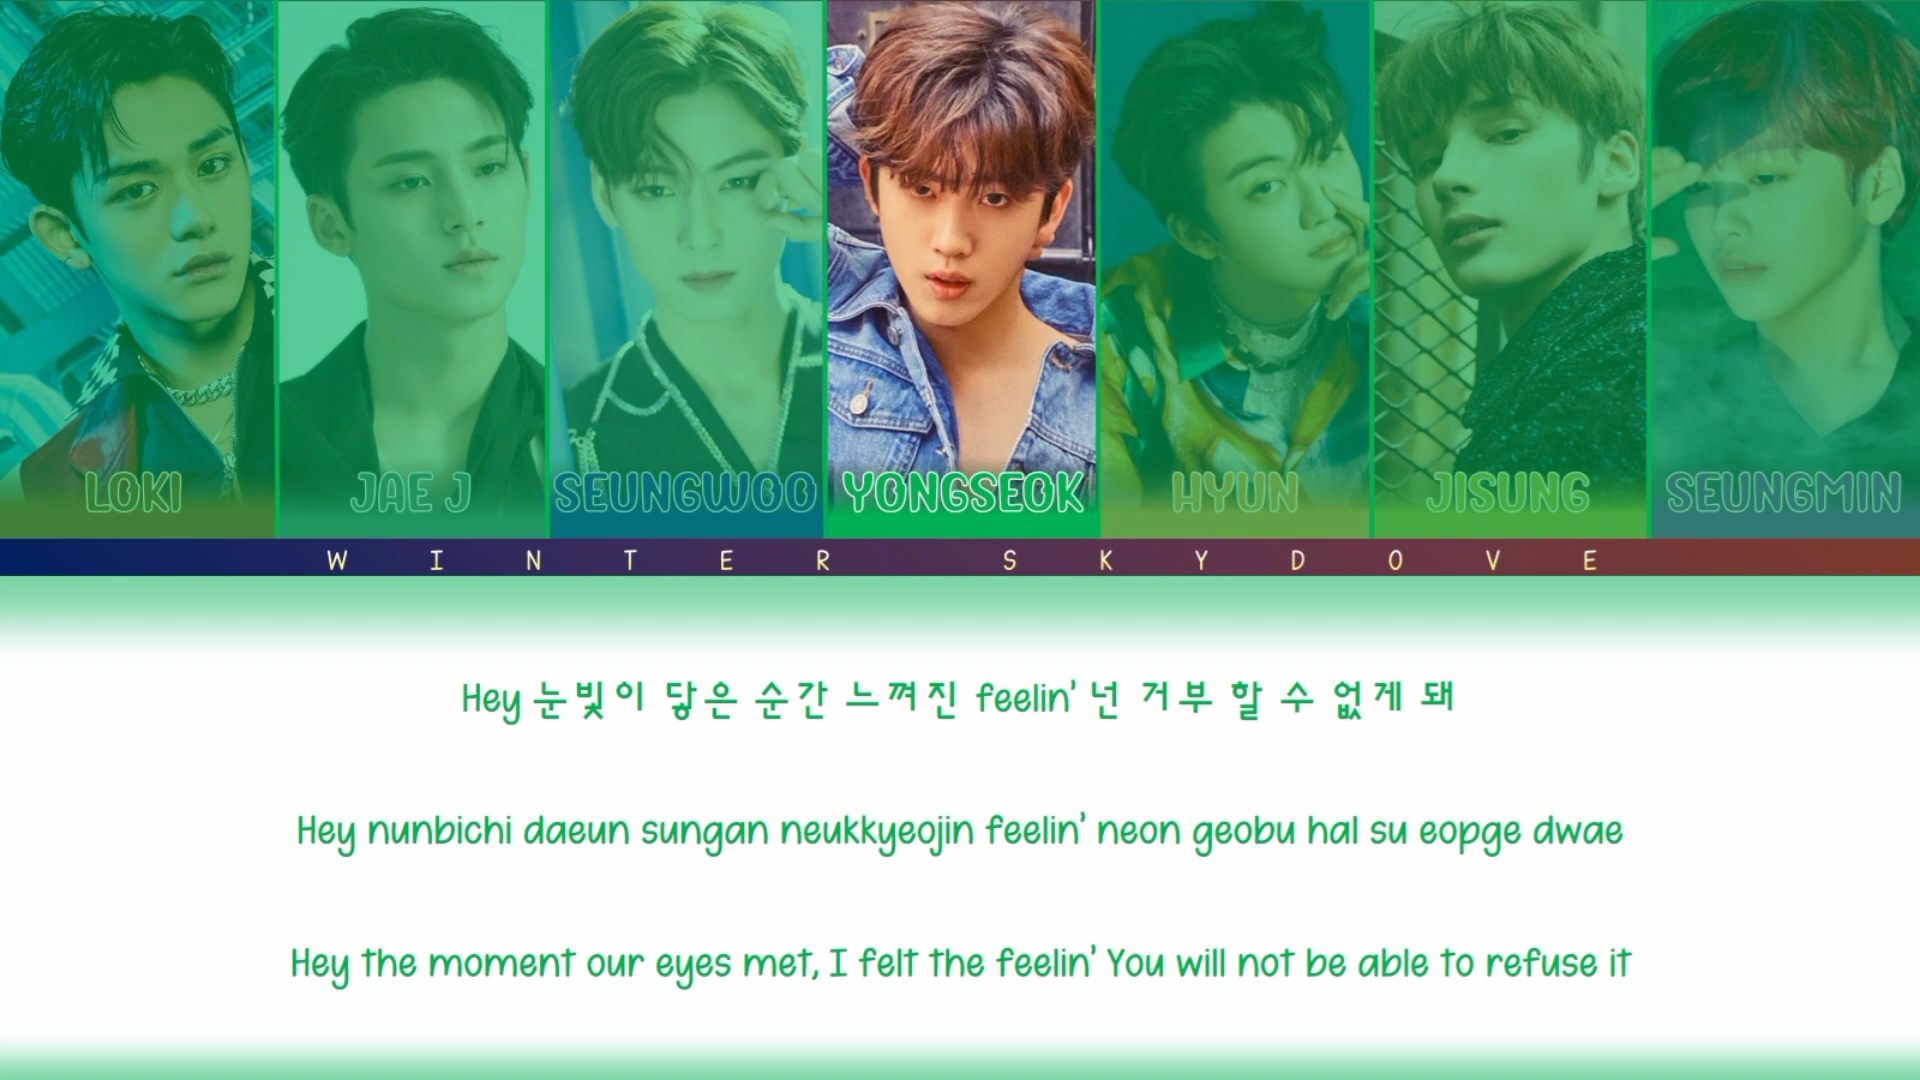 LOKI JAE J SEUNGWOO YONGSEOK HYUN JISUNG SEUNGMIN
WINTER SKYDOVE
Hey 눈빛이 닿은 순간 느껴진 feelin' 넌 거부 할 수 없게 돼
Hey nunbichi daeun sungan neukkyeojin feelin' neon geobu hal su eopge dwae
Hey the moment our eyes met, I felt the feelin' You will not be able to refuse it